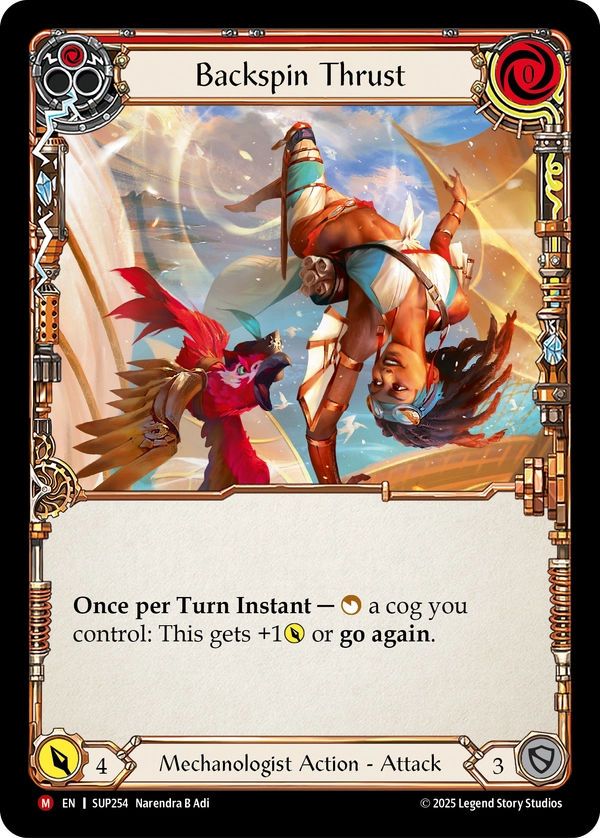 Backspin Thrust
0
Once per Turn Instant — a cog you
control: This gets +1 or go again.
4
Mechanologist Action - Attack
3
M EN SUP254 Narendra B Adi
© 2025 Legend Story Studios